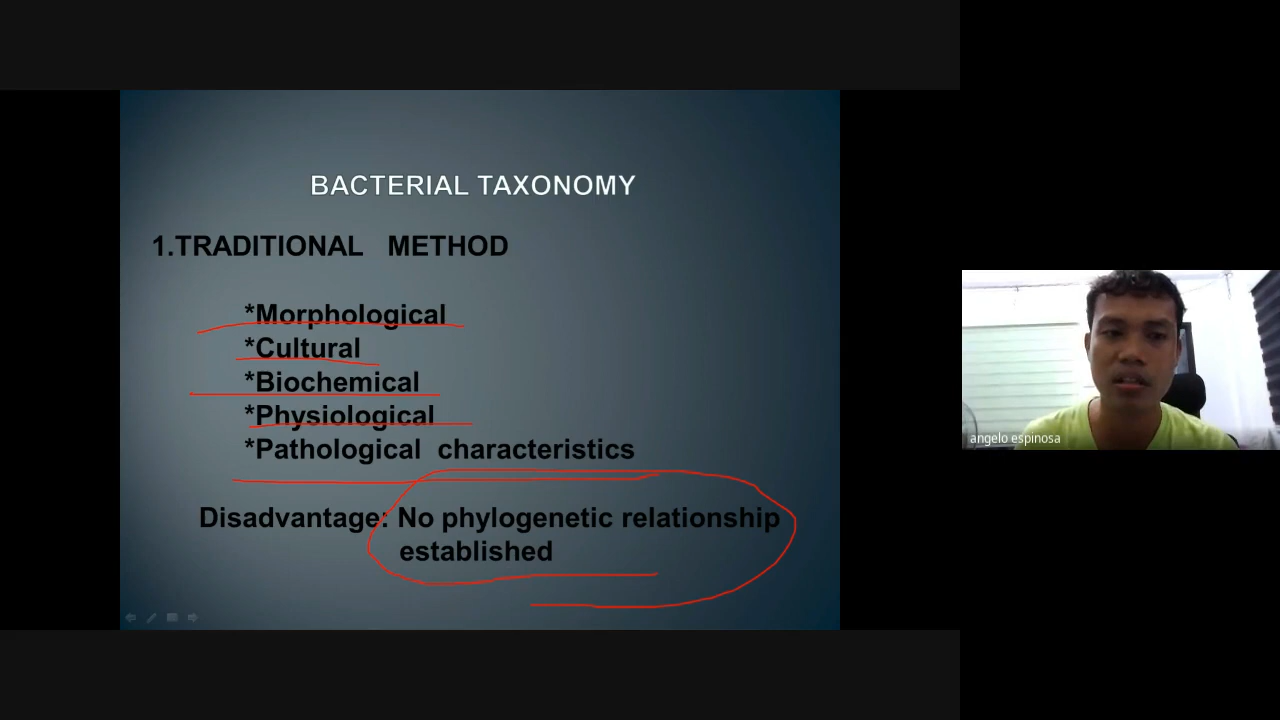 BACTERIAL TAXONOMY
1.TRADITIONAL METHOD
*Morphological
*Cultural
*Biochemical
*Physiological
*Pathological characteristics
Disadvantage: No phylogenetic relationship
established
angelo espinosa